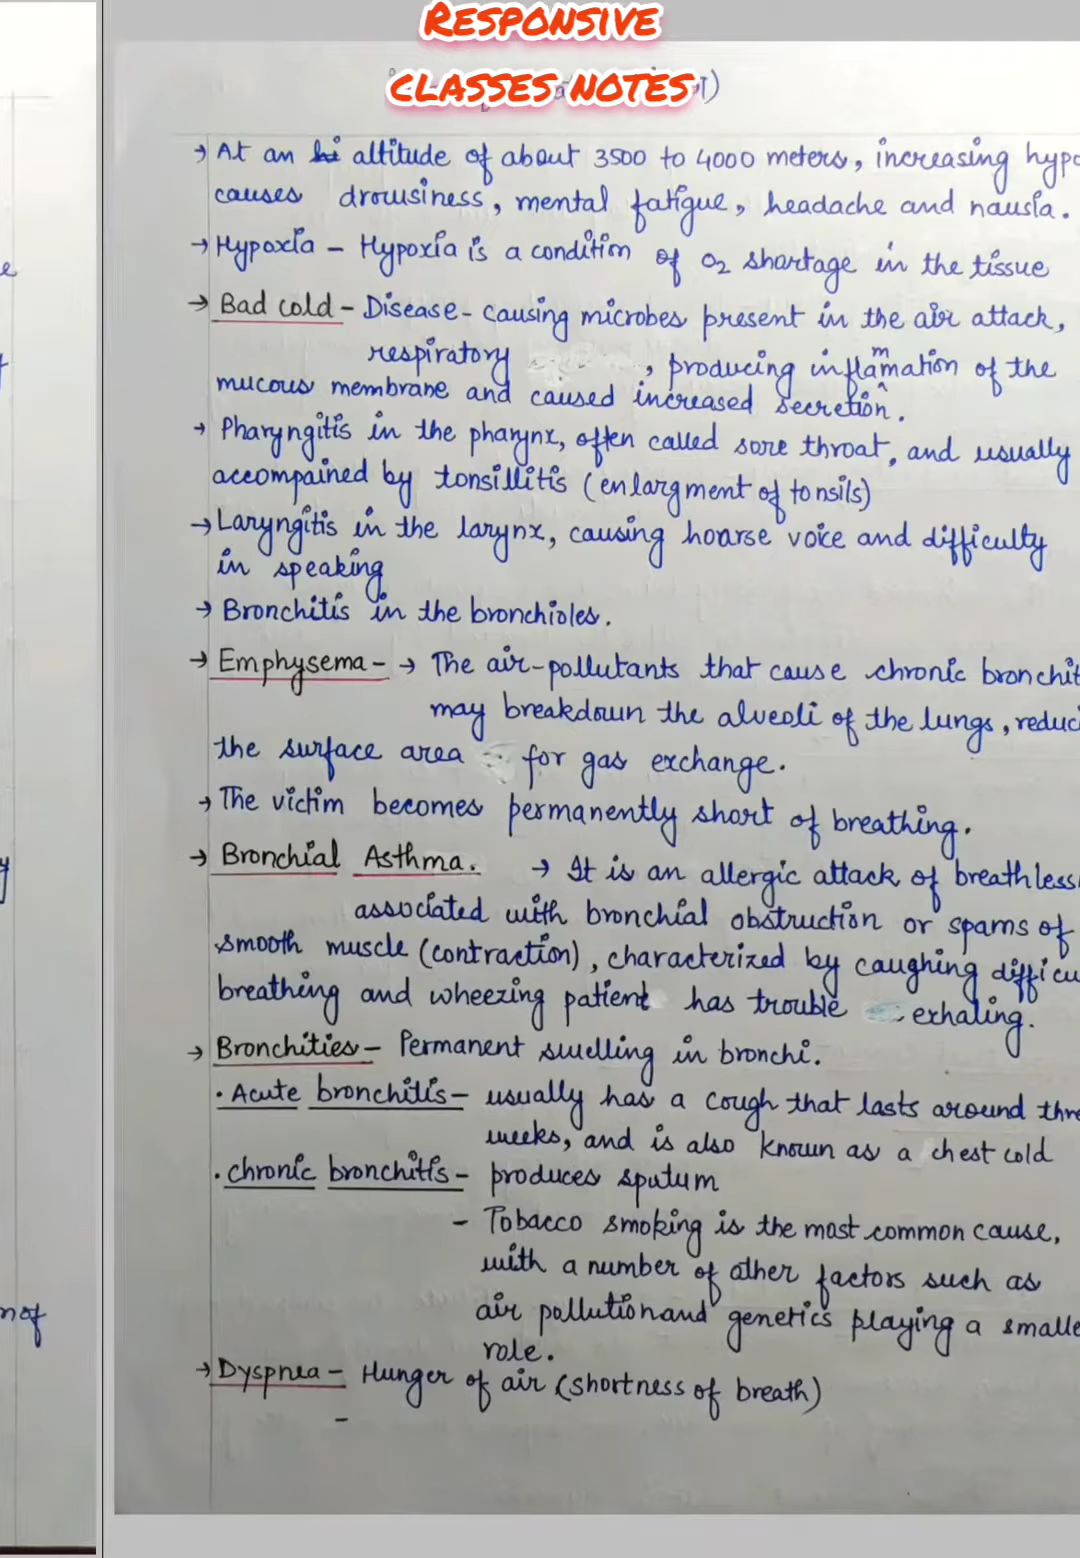 RESPONSIVE
CLASSES NOTES
→ At an hi altitude of about 3500 to 4000 meters, increasing
causes drowsiness, mental fatigue, headache and nausia.
→ Hypoxia – Hypoxia is a condition of O₂ shortage in the tissue
→ Bad cold – Disease - causing microbes present in the air attack,
respiratory , producing inflammation of the
mucous membrane and caused increased secretion.
→ Pharyngitis in the pharynx, often called sore throat, and usually
accompained by tonsillitis (enlargment of tonsils)
→ Laryngitis in the larynx, causing hoarse voice and difficulty
in speaking
→ Bronchitis in the bronchioles.
→ Emphysema – → The air-pollutants that cause chronic bronchit
may breakdown the alveoli of the lungs, reduci
the surface area for gas exchange.
→ The victim becomes permanently short of breathing.
→ Bronchial Asthma. → It is an allergic attack of breathless
associated with bronchial obstruction or spams of
smooth muscle (contraction), characterized by caughing difficu
breathing and wheezing patient has trouble exhaling.
→ Bronchities – Permanent swelling in bronchi.
· Acute bronchitis – usually has a cough that lasts around thre
weeks, and is also known as a chest cold
· chronic bronchitis – produces sputum
– Tobacco smoking is the most common cause,
with a number of other factors such as
air pollution and genetics playing a smalle
role.
→ Dyspnea – Hunger of air (shortness of breath)
–